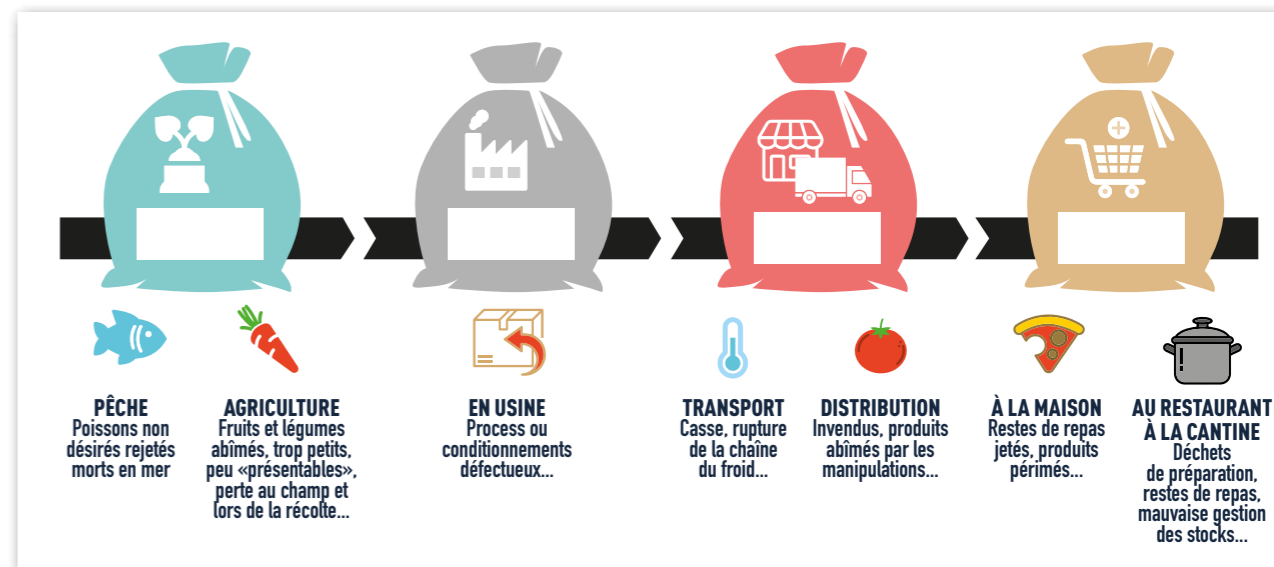 PÊCHE
Poissons non
désirés rejetés
morts en mer
AGRICULTURE
Fruits et légumes
abîmés, trop petits,
peu «présentables»,
perte au champ et
lors de la récolte...
EN USINE
Process ou
conditionnements
défectueux...
TRANSPORT
Casse, rupture
de la chaîne
du froid...
DISTRIBUTION
Invendus, produits
abîmés par les
manipulations...
À LA MAISON
Restes de repas
jetés, produits
périmés...
AU RESTAURANT
À LA CANTINE
Déchets
de préparation,
restes de repas,
mauvaise gestion
des stocks...